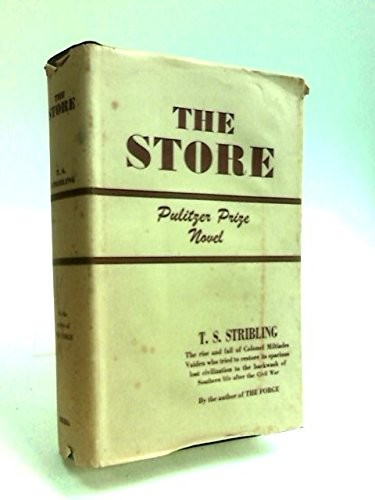 THE
STORE
T. S.
STRIBLING
THE
STORE
Pulitzer Prize
Novel
T. S. STRIBLING
The rise and fall of Colonel Miltiades
Vaiden who tried to restore its spacious
lost civilization to the backwash of
Southern life after the Civil War
By the author of THE FORGE